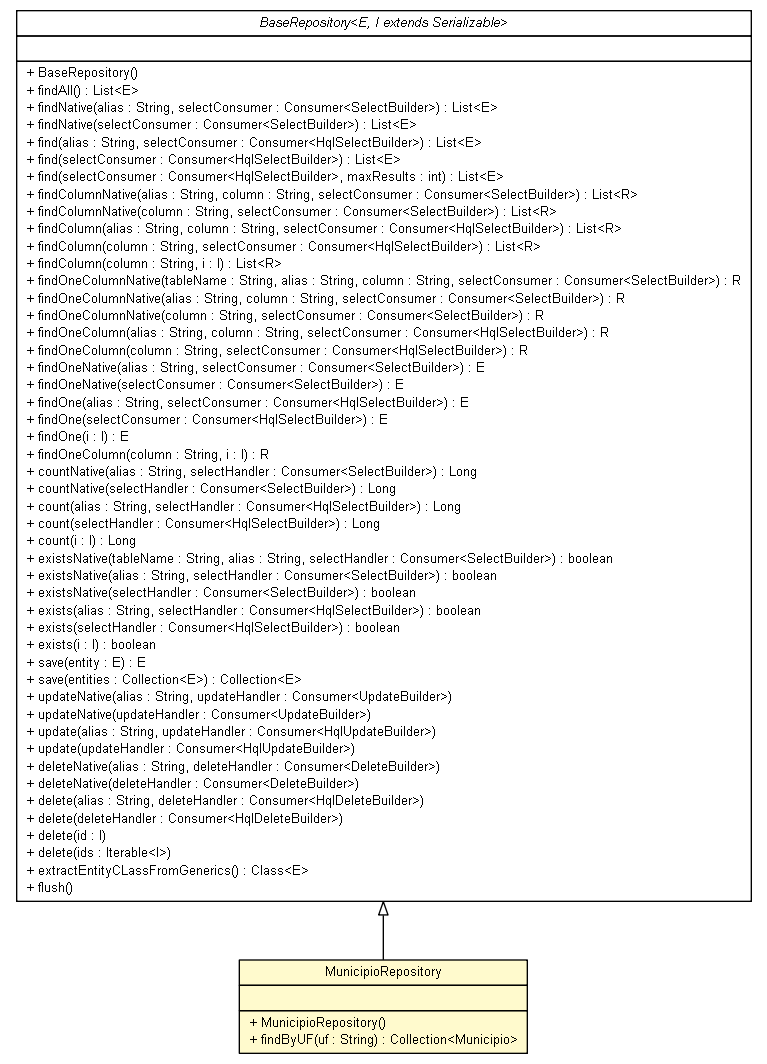 BaseRepository<E, I extends Serializable>
+ BaseRepository()
+ findAll() : List<E>
+ findNative(alias : String, selectConsumer : Consumer<SelectBuilder>) : List<E>
+ findNative(selectConsumer : Consumer<SelectBuilder>) : List<E>
+ find(alias : String, selectConsumer : Consumer<HqlSelectBuilder>) : List<E>
+ find(selectConsumer : Consumer<HqlSelectBuilder>) : List<E>
+ find(selectConsumer : Consumer<HqlSelectBuilder>, maxResults : int) : List<E>
+ findColumnNative(alias : String, column : String, selectConsumer : Consumer<SelectBuilder>) : List<R>
+ findColumnNative(column : String, selectConsumer : Consumer<SelectBuilder>) : List<R>
+ findColumn(alias : String, column : String, selectConsumer : Consumer<HqlSelectBuilder>) : List<R>
+ findColumn(column : String, selectConsumer : Consumer<HqlSelectBuilder>) : List<R>
+ findColumn(column : String, i : I) : List<R>
+ findOneColumnNative(tableName : String, alias : String, column : String, selectConsumer : Consumer<SelectBuilder>) : R
+ findOneColumnNative(alias : String, column : String, selectConsumer : Consumer<SelectBuilder>) : R
+ findOneColumnNative(column : String, selectConsumer : Consumer<SelectBuilder>) : R
+ findOneColumn(alias : String, column : String, selectConsumer : Consumer<HqlSelectBuilder>) : R
+ findOneColumn(column : String, selectConsumer : Consumer<HqlSelectBuilder>) : R
+ findOneNative(alias : String, selectConsumer : Consumer<SelectBuilder>) : E
+ findOneNative(selectConsumer : Consumer<SelectBuilder>) : E
+ findOne(alias : String, selectConsumer : Consumer<HqlSelectBuilder>) : E
+ findOne(selectConsumer : Consumer<HqlSelectBuilder>) : E
+ findOne(i : I) : E
+ findOneColumn(column : String, i : I) : R
+ countNative(alias : String, selectHandler : Consumer<SelectBuilder>) : Long
+ countNative(selectHandler : Consumer<SelectBuilder>) : Long
+ count(alias : String, selectHandler : Consumer<HqlSelectBuilder>) : Long
+ count(selectHandler : Consumer<HqlSelectBuilder>) : Long
+ count(i : I) : Long
+ existsNative(tableName : String, alias : String, selectHandler : Consumer<SelectBuilder>) : boolean
+ existsNative(alias : String, selectHandler : Consumer<SelectBuilder>) : boolean
+ existsNative(selectHandler : Consumer<SelectBuilder>) : boolean
+ exists(alias : String, selectHandler : Consumer<HqlSelectBuilder>) : boolean
+ exists(selectHandler : Consumer<HqlSelectBuilder>) : boolean
+ exists(i : I) : boolean
+ save(entity : E) : E
+ save(entities : Collection<E>) : Collection<E>
+ updateNative(alias : String, updateHandler : Consumer<UpdateBuilder>)
+ updateNative(updateHandler : Consumer<UpdateBuilder>)
+ update(alias : String, updateHandler : Consumer<HqlUpdateBuilder>)
+ update(updateHandler : Consumer<HqlUpdateBuilder>)
+ deleteNative(alias : String, deleteHandler : Consumer<DeleteBuilder>)
+ deleteNative(deleteHandler : Consumer<DeleteBuilder>)
+ delete(alias : String, deleteHandler : Consumer<HqlDeleteBuilder>)
+ delete(deleteHandler : Consumer<HqlDeleteBuilder>)
+ delete(id : I)
+ delete(ids : Iterable<I>)
+ extractEntityCLassFromGenerics() : Class<E>
+ flush()
MunicipioRepository
+ MunicipioRepository()
+ findByUF(uf : String) : Collection<Municipio>